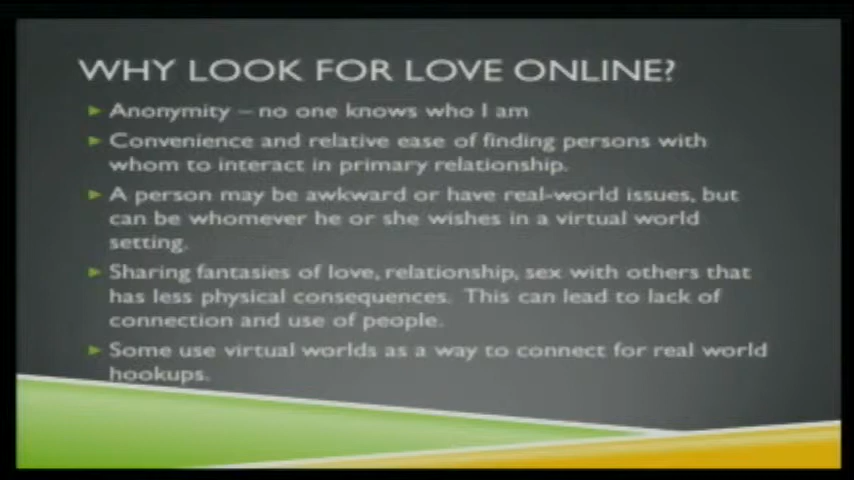 WHY LOOK FOR LOVE ONLINE?
Anonymity – no one knows who I am
Convenience and relative ease of finding persons with
whom to interact in primary relationship.
A person may be awkward or have real-world issues, but
can be whomever he or she wishes in a virtual world
setting.
Sharing fantasies of love, relationship, sex with others that
has less physical consequences. This can lead to lack of
connection and use of people.
Some use virtual worlds as a way to connect for real world
hookups.